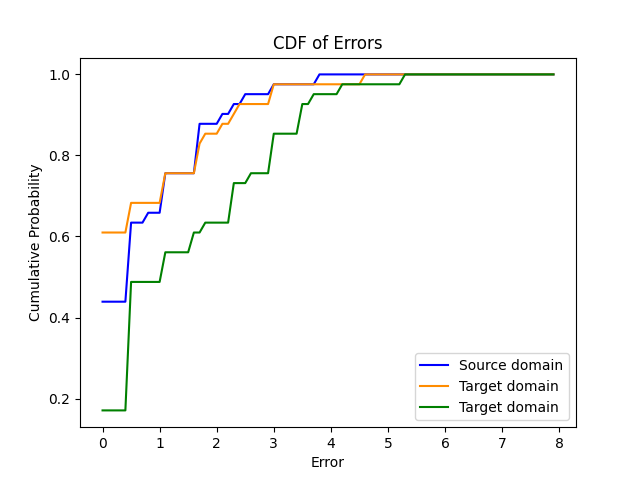 CDF of Errors
1.0
0.8
0.6
0.4
0.2
Cumulative Probability
0 1 2 3 4 5 6 7 8
Error
Source domain
Target domain
Target domain